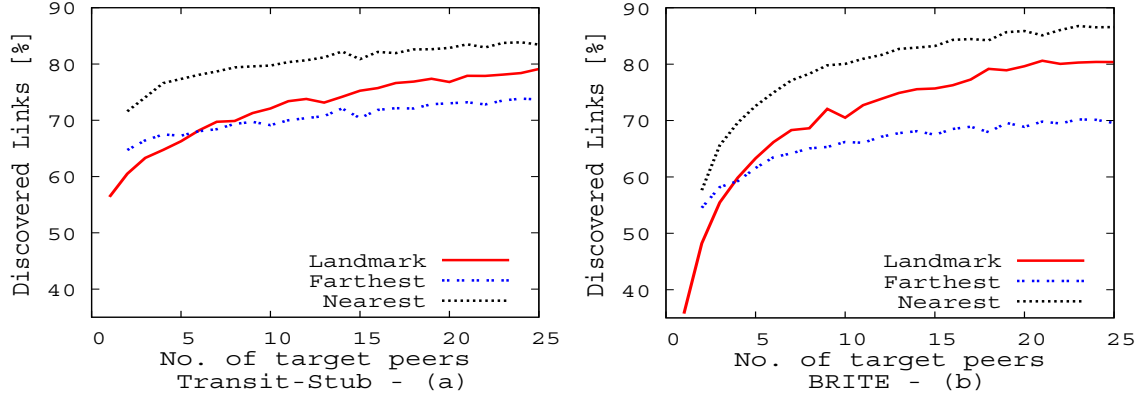 Discovered Links [%]
90
80
70
60
50
40
Landmark
Farthest
Nearest
0 5 10 15 20 25
No. of target peers
Transit-Stub - (a)
Discovered Links [%]
90
80
70
60
50
40
Landmark
Farthest
Nearest
0 5 10 15 20 25
No. of target peers
BRITE - (b)